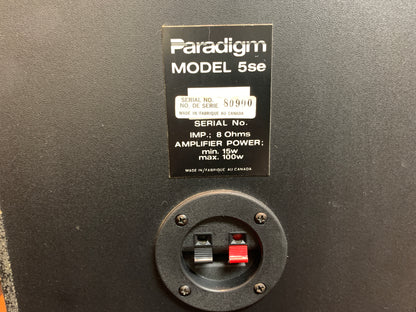 Paradigm
MODEL 5se
SERIAL NO.
NO. DE SERIE
80900
MADE IN/FABRIQUE AU CANADA
SERIAL No.
IMP.; 8 Ohms
AMPLIFIER POWER;
min. 15w
max. 100w
MADE IN/FABRIQUE AU CANADA